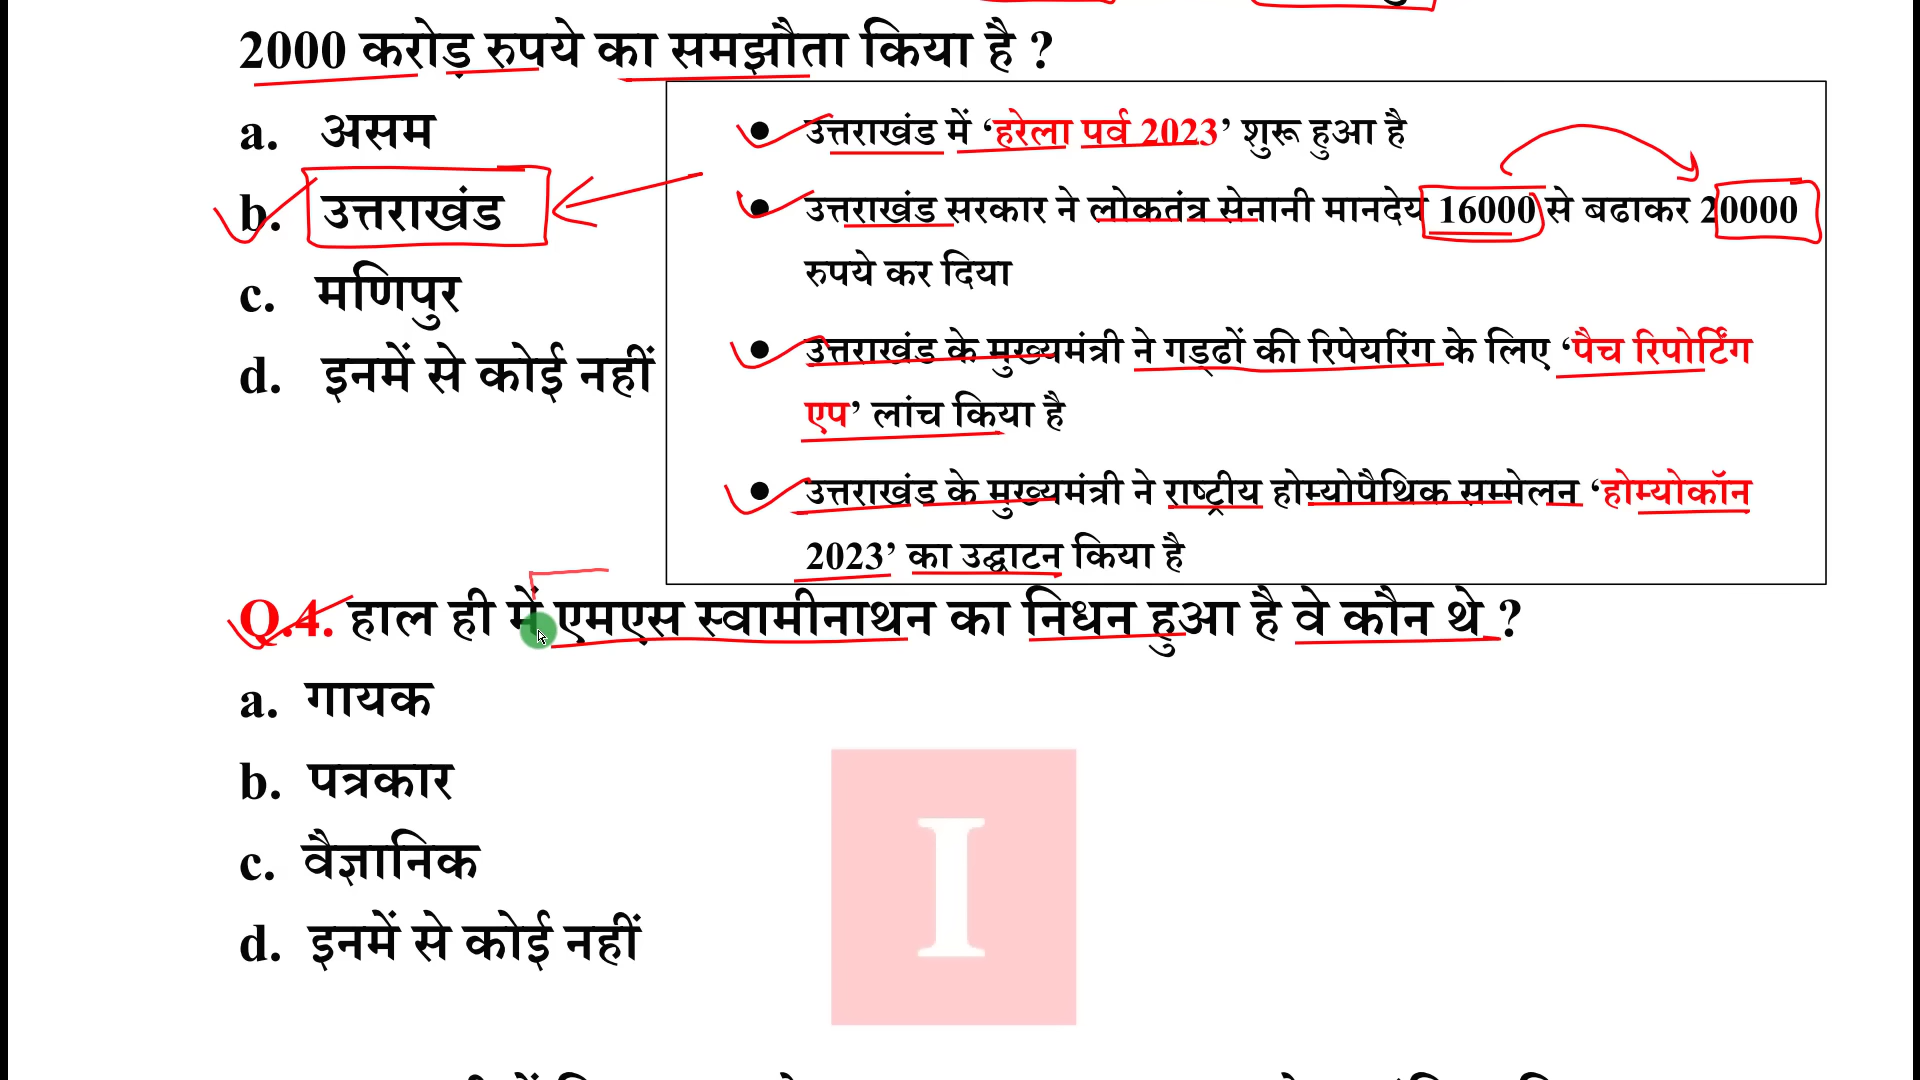 2000 करोड़ रुपये का समझौता किया है ?
a. असम
b. उत्तराखंड
c. मणिपुर
d. इनमें से कोई नहीं
● उत्तराखंड में ‘हरेला पर्व 2023’ शुरू हुआ है
● उत्तराखंड सरकार ने लोकतंत्र सेनानी मानदेय 16000 से बढाकर 20000
रुपये कर दिया
● उत्तराखंड के मुख्यमंत्री ने गड्ढों की रिपेयरिंग के लिए ‘पैच रिपोर्टिंग
एप’ लांच किया है
● उत्तराखंड के मुख्यमंत्री ने राष्ट्रीय होम्योपैथिक सम्मेलन ‘होम्योकॉन
2023’ का उद्घाटन किया है
Q.4. हाल ही में एमएस स्वामीनाथन का निधन हुआ है वे कौन थे ?
a. गायक
b. पत्रकार
c. वैज्ञानिक
d. इनमें से कोई नहीं
I